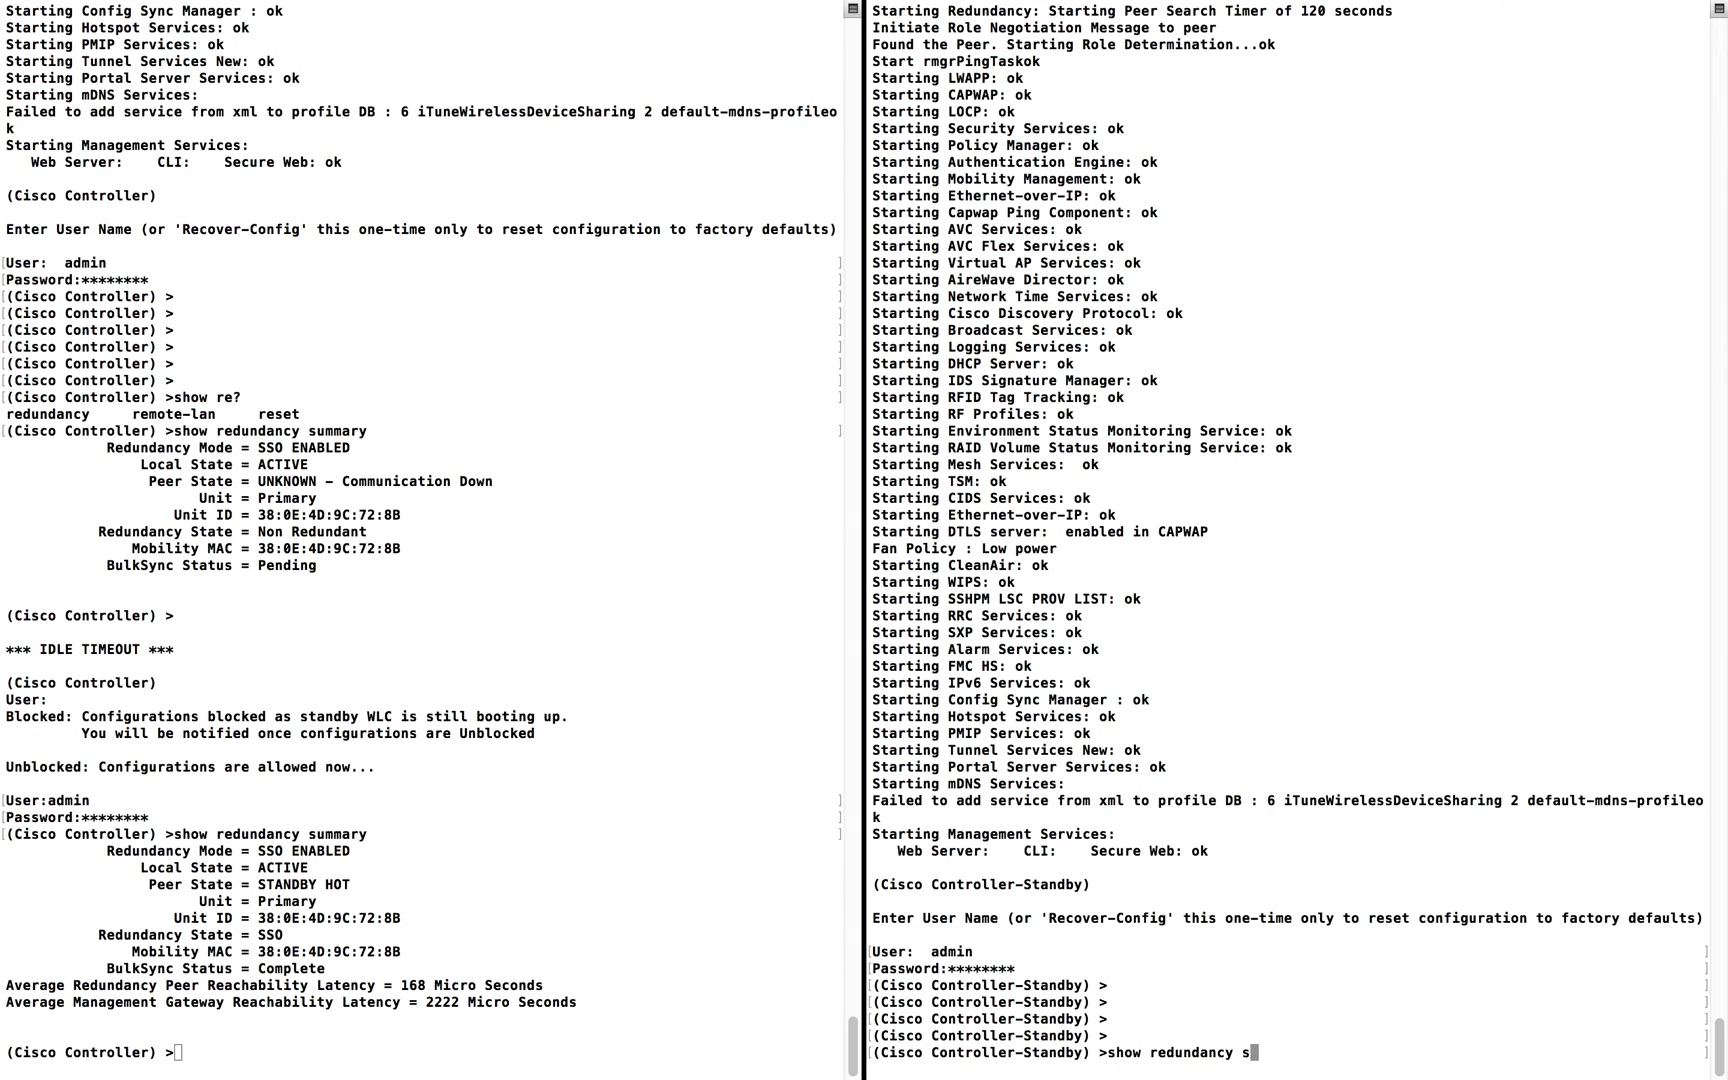 Starting Config Sync Manager : ok
Starting Hotspot Services: ok
Starting PMIP Services: ok
Starting Tunnel Services New: ok
Starting Portal Server Services: ok
Starting mDNS Services:
Failed to add service from xml to profile DB : 6 iTuneWirelessDeviceSharing 2 default-mdns-profileo
k
Starting Management Services:
   Web Server:    CLI:    Secure Web: ok
(Cisco Controller)
Enter User Name (or 'Recover-Config' this one-time only to reset configuration to factory defaults)
[User:  admin ]
[Password:******** ]
[(Cisco Controller) > ]
[(Cisco Controller) > ]
[(Cisco Controller) > ]
[(Cisco Controller) > ]
[(Cisco Controller) > ]
[(Cisco Controller) > ]
[(Cisco Controller) >show re?
redundancy     remote-lan     reset
[(Cisco Controller) >show redundancy summary ]
            Redundancy Mode = SSO ENABLED
                Local State = ACTIVE
                 Peer State = UNKNOWN - Communication Down
                       Unit = Primary
                    Unit ID = 38:0E:4D:9C:72:8B
           Redundancy State = Non Redundant
               Mobility MAC = 38:0E:4D:9C:72:8B
            BulkSync Status = Pending
(Cisco Controller) >
*** IDLE TIMEOUT ***
(Cisco Controller)
User:
Blocked: Configurations blocked as standby WLC is still booting up.
         You will be notified once configurations are Unblocked
Unblocked: Configurations are allowed now...
[User:admin ]
[Password:******** ]
[(Cisco Controller) >show redundancy summary ]
            Redundancy Mode = SSO ENABLED
                Local State = ACTIVE
                 Peer State = STANDBY HOT
                       Unit = Primary
                    Unit ID = 38:0E:4D:9C:72:8B
           Redundancy State = SSO
               Mobility MAC = 38:0E:4D:9C:72:8B
            BulkSync Status = Complete
Average Redundancy Peer Reachability Latency = 168 Micro Seconds
Average Management Gateway Reachability Latency = 2222 Micro Seconds
(Cisco Controller) >
Starting Redundancy: Starting Peer Search Timer of 120 seconds
Initiate Role Negotiation Message to peer
Found the Peer. Starting Role Determination...ok
Start rmgrPingTaskok
Starting LWAPP: ok
Starting CAPWAP: ok
Starting LOCP: ok
Starting Security Services: ok
Starting Policy Manager: ok
Starting Authentication Engine: ok
Starting Mobility Management: ok
Starting Ethernet-over-IP: ok
Starting Capwap Ping Component: ok
Starting AVC Services: ok
Starting AVC Flex Services: ok
Starting Virtual AP Services: ok
Starting AireWave Director: ok
Starting Network Time Services: ok
Starting Cisco Discovery Protocol: ok
Starting Broadcast Services: ok
Starting Logging Services: ok
Starting DHCP Server: ok
Starting IDS Signature Manager: ok
Starting RFID Tag Tracking: ok
Starting RF Profiles: ok
Starting Environment Status Monitoring Service: ok
Starting RAID Volume Status Monitoring Service: ok
Starting Mesh Services:  ok
Starting TSM: ok
Starting CIDS Services: ok
Starting Ethernet-over-IP: ok
Starting DTLS server:  enabled in CAPWAP
Fan Policy : Low power
Starting CleanAir: ok
Starting WIPS: ok
Starting SSHPM LSC PROV LIST: ok
Starting RRC Services: ok
Starting SXP Services: ok
Starting Alarm Services: ok
Starting FMC HS: ok
Starting IPv6 Services: ok
Starting Config Sync Manager : ok
Starting Hotspot Services: ok
Starting PMIP Services: ok
Starting Tunnel Services New: ok
Starting Portal Server Services: ok
Starting mDNS Services:
Failed to add service from xml to profile DB : 6 iTuneWirelessDeviceSharing 2 default-mdns-profileo
k
Starting Management Services:
   Web Server:    CLI:    Secure Web: ok
(Cisco Controller-Standby)
Enter User Name (or 'Recover-Config' this one-time only to reset configuration to factory defaults)
[User:  admin ]
[Password:******** ]
[(Cisco Controller-Standby) > ]
[(Cisco Controller-Standby) > ]
[(Cisco Controller-Standby) > ]
[(Cisco Controller-Standby) > ]
[(Cisco Controller-Standby) >show redundancy s ]